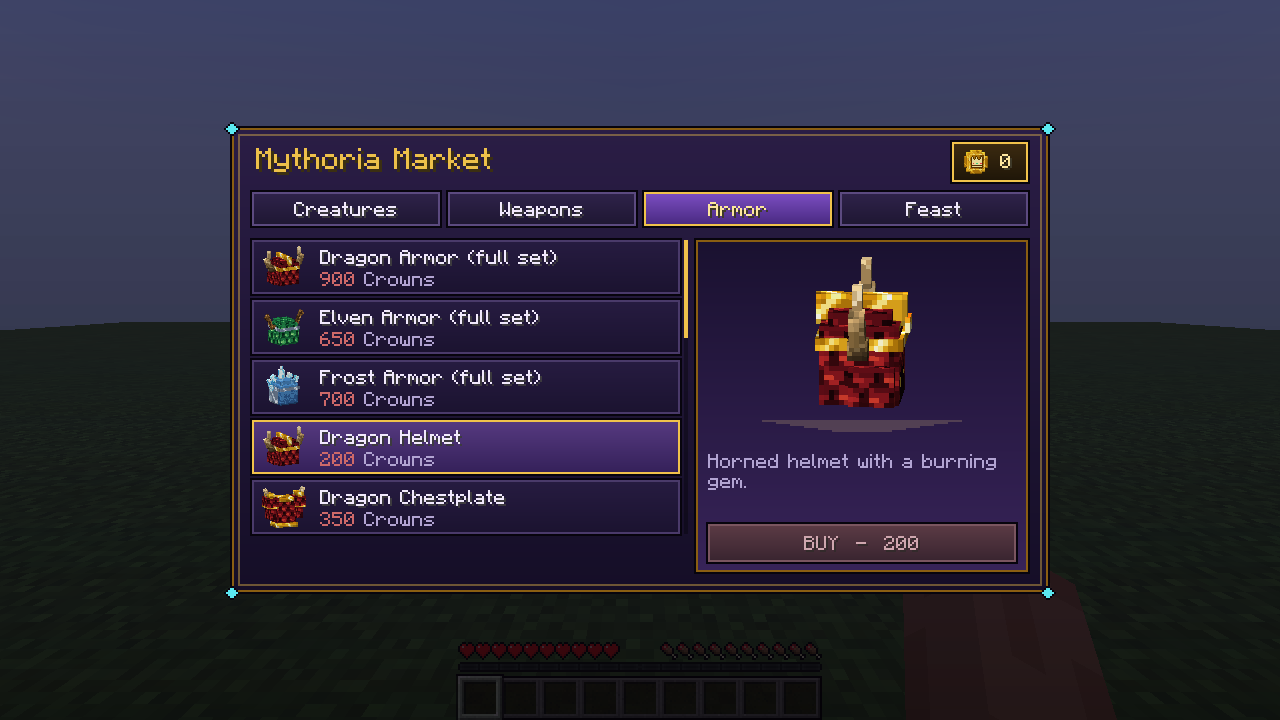 Mythoria Market
0
Creatures
Weapons
Armor
Feast
Dragon Armor (full set)
900 Crowns
Elven Armor (full set)
650 Crowns
Frost Armor (full set)
700 Crowns
Dragon Helmet
200 Crowns
Dragon Chestplate
350 Crowns
Horned helmet with a burning
gem.
BUY - 200